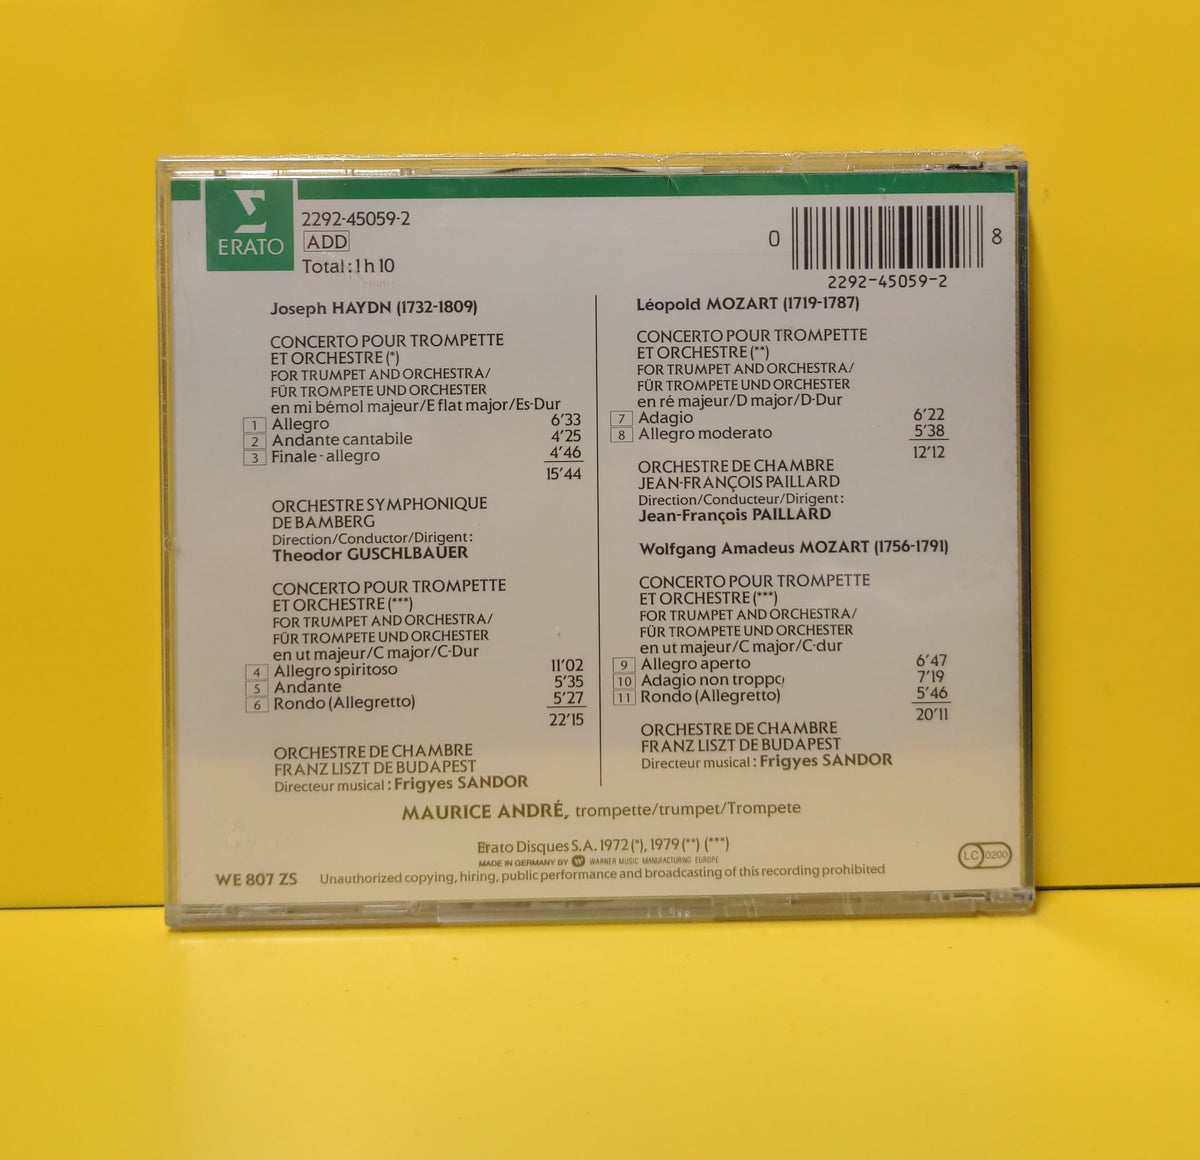 ERATO
2292-45059-2
ADD
Total : 1 h 10
0 8
2292-45059-2
Joseph HAYDN (1732-1809)
CONCERTO POUR TROMPETTE
ET ORCHESTRE (*)
FOR TRUMPET AND ORCHESTRA/
FÜR TROMPETE UND ORCHESTER
en mi bémol majeur/E flat major/Es-Dur
1 Allegro 6'33
2 Andante cantabile 4'25
3 Finale - allegro 4'46
15'44
ORCHESTRE SYMPHONIQUE
DE BAMBERG
Direction/Conductor/Dirigent :
Theodor GUSCHLBAUER
CONCERTO POUR TROMPETTE
ET ORCHESTRE (***)
FOR TRUMPET AND ORCHESTRA/
FÜR TROMPETE UND ORCHESTER
en ut majeur/C major/C-Dur
4 Allegro spiritoso 11'02
5 Andante 5'35
6 Rondo (Allegretto) 5'27
22'15
ORCHESTRE DE CHAMBRE
FRANZ LISZT DE BUDAPEST
Directeur musical : Frigyes SANDOR
Léopold MOZART (1719-1787)
CONCERTO POUR TROMPETTE
ET ORCHESTRE (**)
FOR TRUMPET AND ORCHESTRA/
FÜR TROMPETE UND ORCHESTER
en ré majeur/D major/D-Dur
7 Adagio 6'22
8 Allegro moderato 5'38
12'12
ORCHESTRE DE CHAMBRE
JEAN-FRANÇOIS PAILLARD
Direction/Conducteur/Dirigent :
Jean-François PAILLARD
Wolfgang Amadeus MOZART (1756-1791)
CONCERTO POUR TROMPETTE
ET ORCHESTRE (***)
FOR TRUMPET AND ORCHESTRA/
FÜR TROMPETE UND ORCHESTER
en ut majeur/C major/C-dur
9 Allegro aperto 6'47
10 Adagio non troppo 7'19
11 Rondo (Allegretto) 5'46
20'11
ORCHESTRE DE CHAMBRE
FRANZ LISZT DE BUDAPEST
Directeur musical : Frigyes SANDOR
MAURICE ANDRÉ, trompette/trumpet/Trompete
Erato Disques S.A. 1972 (*), 1979 (**) (***)
MADE IN GERMANY BY WARNER MUSIC MANUFACTURING EUROPE
LC 0200
WE 807 ZS
Unauthorized copying, hiring, public performance and broadcasting of this recording prohibited